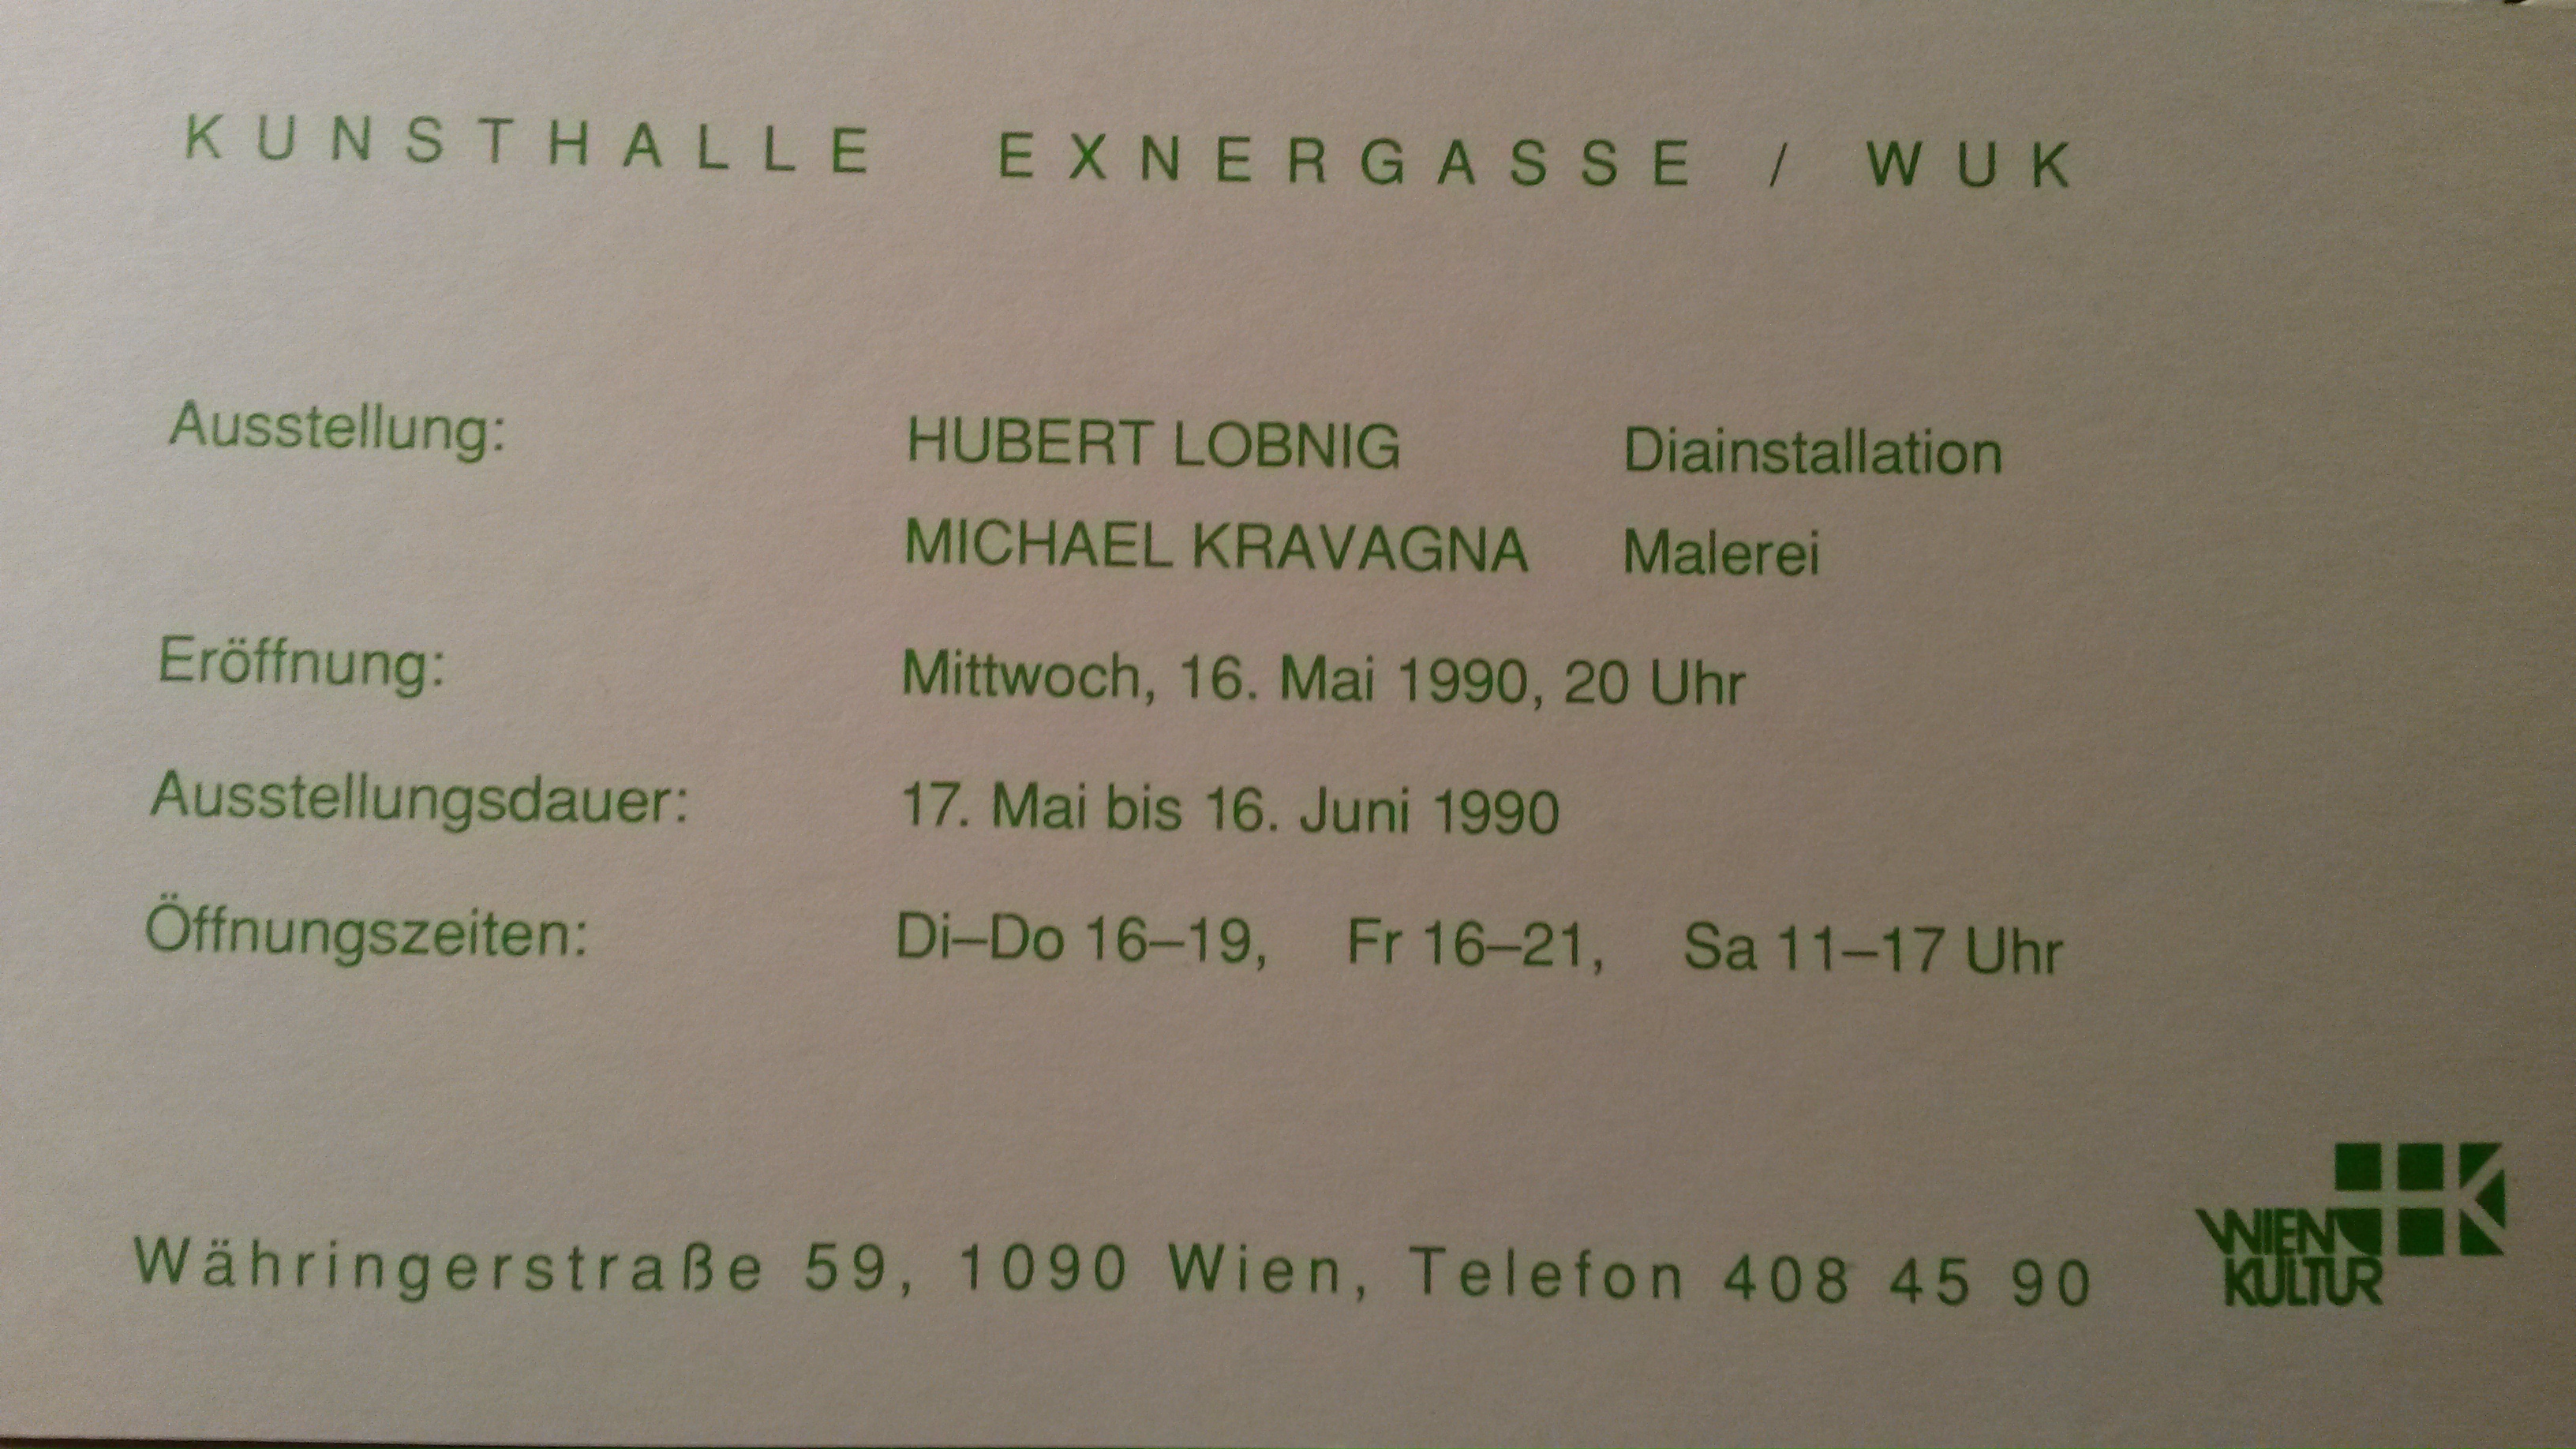 KUNSTHALLE EXNERGASSE / WUK
Ausstellung: HUBERT LOBNIG Diainstallation
MICHAEL KRAVAGNA Malerei
Eröffnung: Mittwoch, 16. Mai 1990, 20 Uhr
Ausstellungsdauer: 17. Mai bis 16. Juni 1990
Öffnungszeiten: Di–Do 16–19, Fr 16–21, Sa 11–17 Uhr
Währingerstraße 59, 1090 Wien, Telefon 408 45 90
WIEN
KULTUR